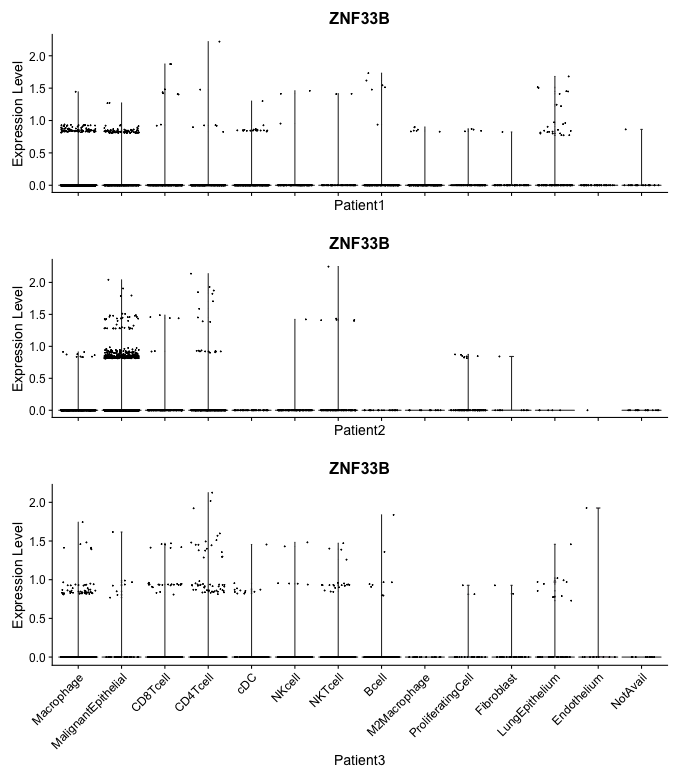 ZNF33B
Expression Level
2.0
1.5
1.0
0.5
0.0
Patient1
ZNF33B
Expression Level
2.0
1.5
1.0
0.5
0.0
Patient2
ZNF33B
Expression Level
2.0
1.5
1.0
0.5
0.0
Macrophage
MalignantEpithelial
CD8Tcell
CD4Tcell
cDC
NKcell
NKTcell
Bcell
M2Macrophage
ProliferatingCell
Fibroblast
LungEpithelium
Endothelium
NotAvail
Patient3